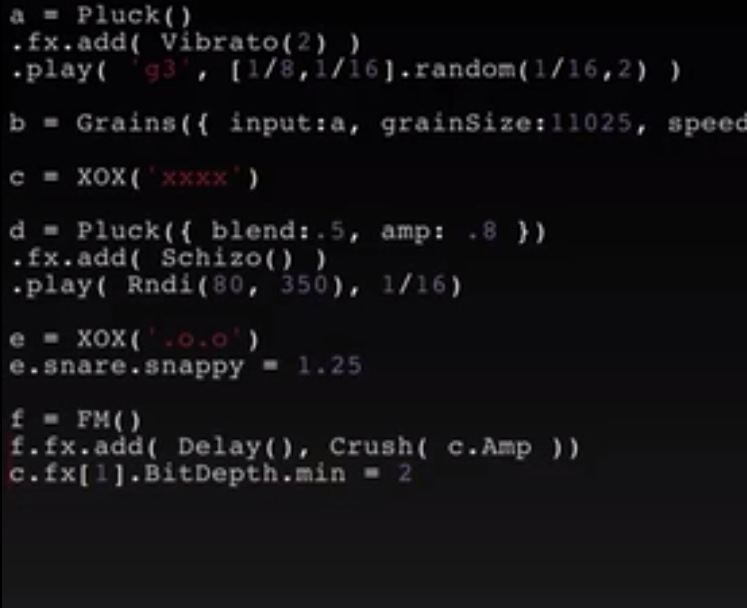 a = Pluck()
.fx.add( Vibrato(2) )
.play( 'g3', [1/8,1/16].random(1/16,2) )
b = Grains({ input:a, grainSize:11025, speed
c = XOX('xxxx')
d = Pluck({ blend:.5, amp: .8 })
.fx.add( Schizo() )
.play( Rndi(80, 350), 1/16)
e = XOX('.o.o')
e.snare.snappy = 1.25
f = FM()
f.fx.add( Delay(), Crush( c.Amp ))
c.fx[1].BitDepth.min = 2